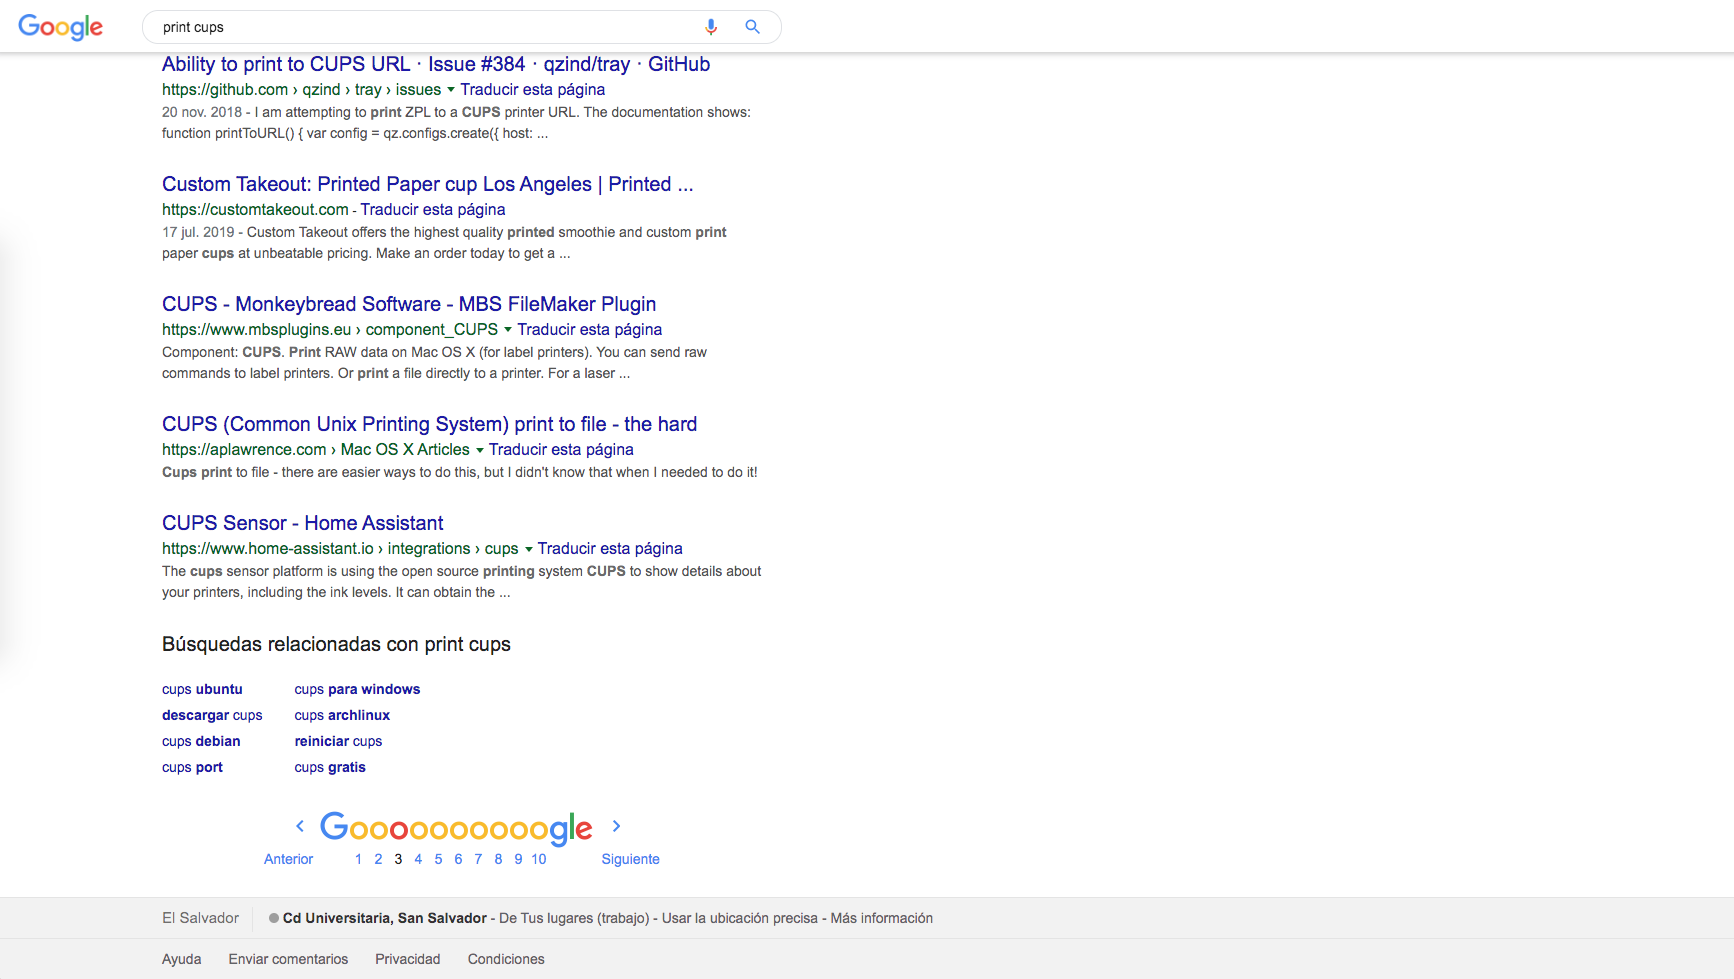 Google
print cups
Ability to print to CUPS URL · Issue #384 · qzind/tray · GitHub
https://github.com › qzind › tray › issues ▾ Traducir esta página
20 nov. 2018 - I am attempting to print ZPL to a CUPS printer URL. The documentation shows:
function printToURL() { var config = qz.configs.create({ host: ...
Custom Takeout: Printed Paper cup Los Angeles | Printed ...
https://customtakeout.com - Traducir esta página
17 jul. 2019 - Custom Takeout offers the highest quality printed smoothie and custom print
paper cups at unbeatable pricing. Make an order today to get a ...
CUPS - Monkeybread Software - MBS FileMaker Plugin
https://www.mbsplugins.eu › component_CUPS ▾ Traducir esta página
Component: CUPS. Print RAW data on Mac OS X (for label printers). You can send raw
commands to label printers. Or print a file directly to a printer. For a laser ...
CUPS (Common Unix Printing System) print to file - the hard
https://aplawrence.com › Mac OS X Articles ▾ Traducir esta página
Cups print to file - there are easier ways to do this, but I didn't know that when I needed to do it!
CUPS Sensor - Home Assistant
https://www.home-assistant.io › integrations › cups ▾ Traducir esta página
The cups sensor platform is using the open source printing system CUPS to show details about
your printers, including the ink levels. It can obtain the ...
Búsquedas relacionadas con print cups
cups ubuntu cups para windows
descargar cups cups archlinux
cups debian reiniciar cups
cups port cups gratis
‹ Goooooooooogle ›
Anterior 1 2 3 4 5 6 7 8 9 10 Siguiente
El Salvador Cd Universitaria, San Salvador - De Tus lugares (trabajo) - Usar la ubicación precisa - Más información
Ayuda Enviar comentarios Privacidad Condiciones